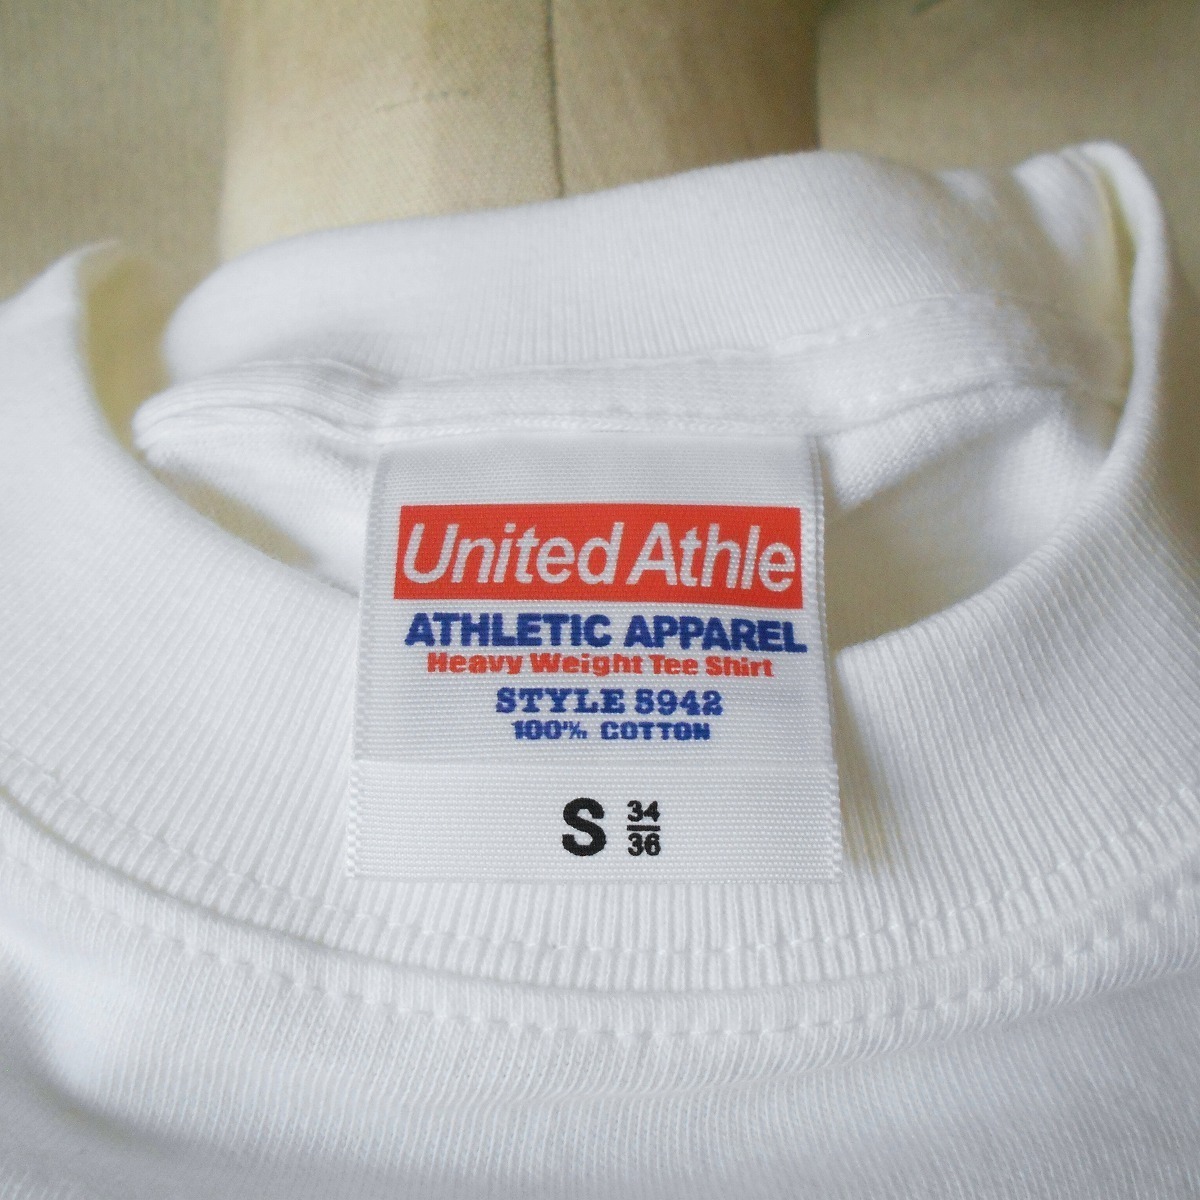 United Athle
ATHLETIC APPAREL
Heavy Weight Tee Shirt
STYLE 5942
100% COTTON
S 34
36